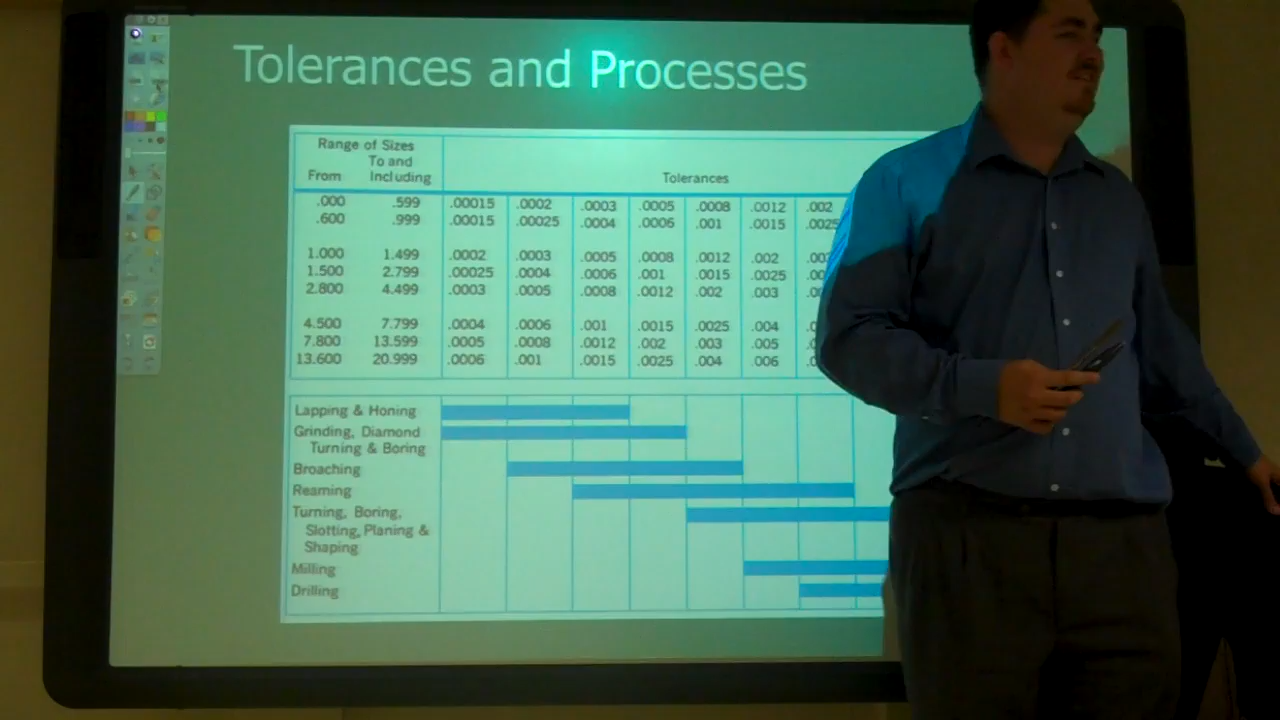 Tolerances and Processes
Range of Sizes
To and
From Including Tolerances
.000 .599 .00015 .0002 .0003 .0005 .0008 .0012 .002
.600 .999 .00015 .00025 .0004 .0006 .001 .0015 .0025
1.000 1.499 .0002 .0003 .0005 .0008 .0012 .002
1.500 2.799 .00025 .0004 .0006 .001 .0015 .0025
2.800 4.499 .0003 .0005 .0008 .0012 .002 .003
4.500 7.799 .0004 .0006 .001 .0015 .0025 .004
7.800 13.599 .0005 .0008 .0012 .002 .003 .005
13.600 20.999 .0006 .001 .0015 .0025 .004 .006
Lapping & Honing
Grinding, Diamond
Turning & Boring
Broaching
Reaming
Turning, Boring,
Slotting, Planing &
Shaping
Milling
Drilling